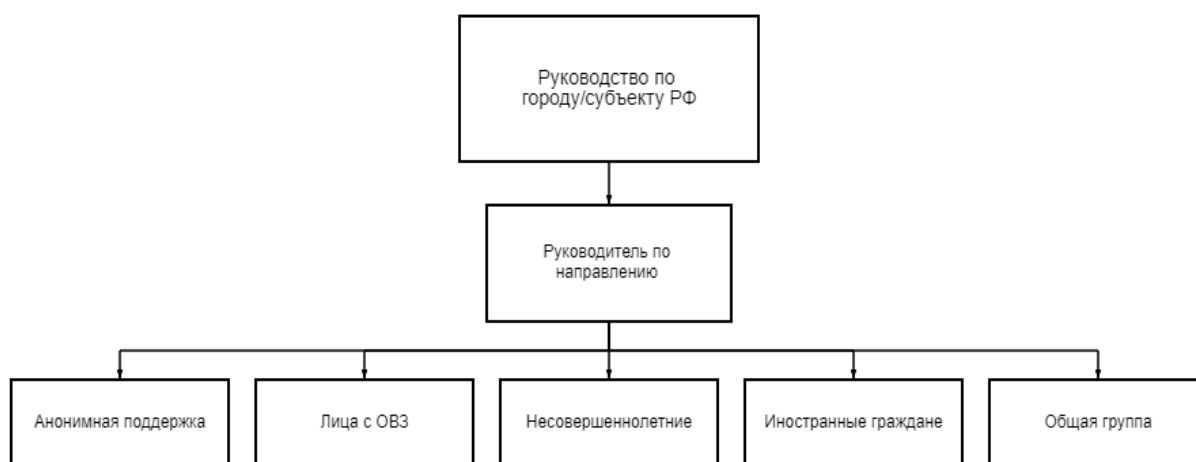 Руководство по
городу/субъекту РФ
Руководитель по
направлению
Анонимная поддержка
Лица с ОВЗ
Несовершеннолетние
Иностранные граждане
Общая группа